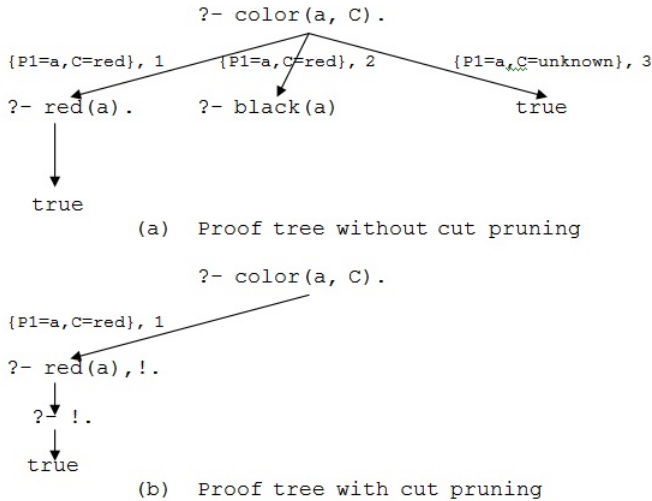 ?- color(a, C).
{P1=a,C=red}, 1 {P1=a,C=red}, 2 {P1=a,C=unknown}, 3
?- red(a). ?- black(a) true
true
(a) Proof tree without cut pruning
?- color(a, C).
{P1=a,C=red}, 1
?- red(a),!.
?- !.
true
(b) Proof tree with cut pruning